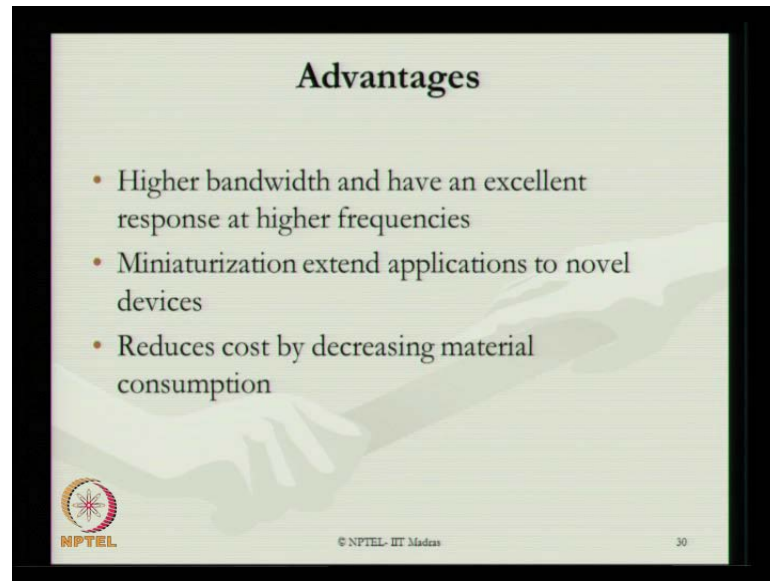 Advantages
• Higher bandwidth and have an excellent
response at higher frequencies
• Miniaturization extend applications to novel
devices
• Reduces cost by decreasing material
consumption
NPTEL
© NPTEL- IIT Madras
30